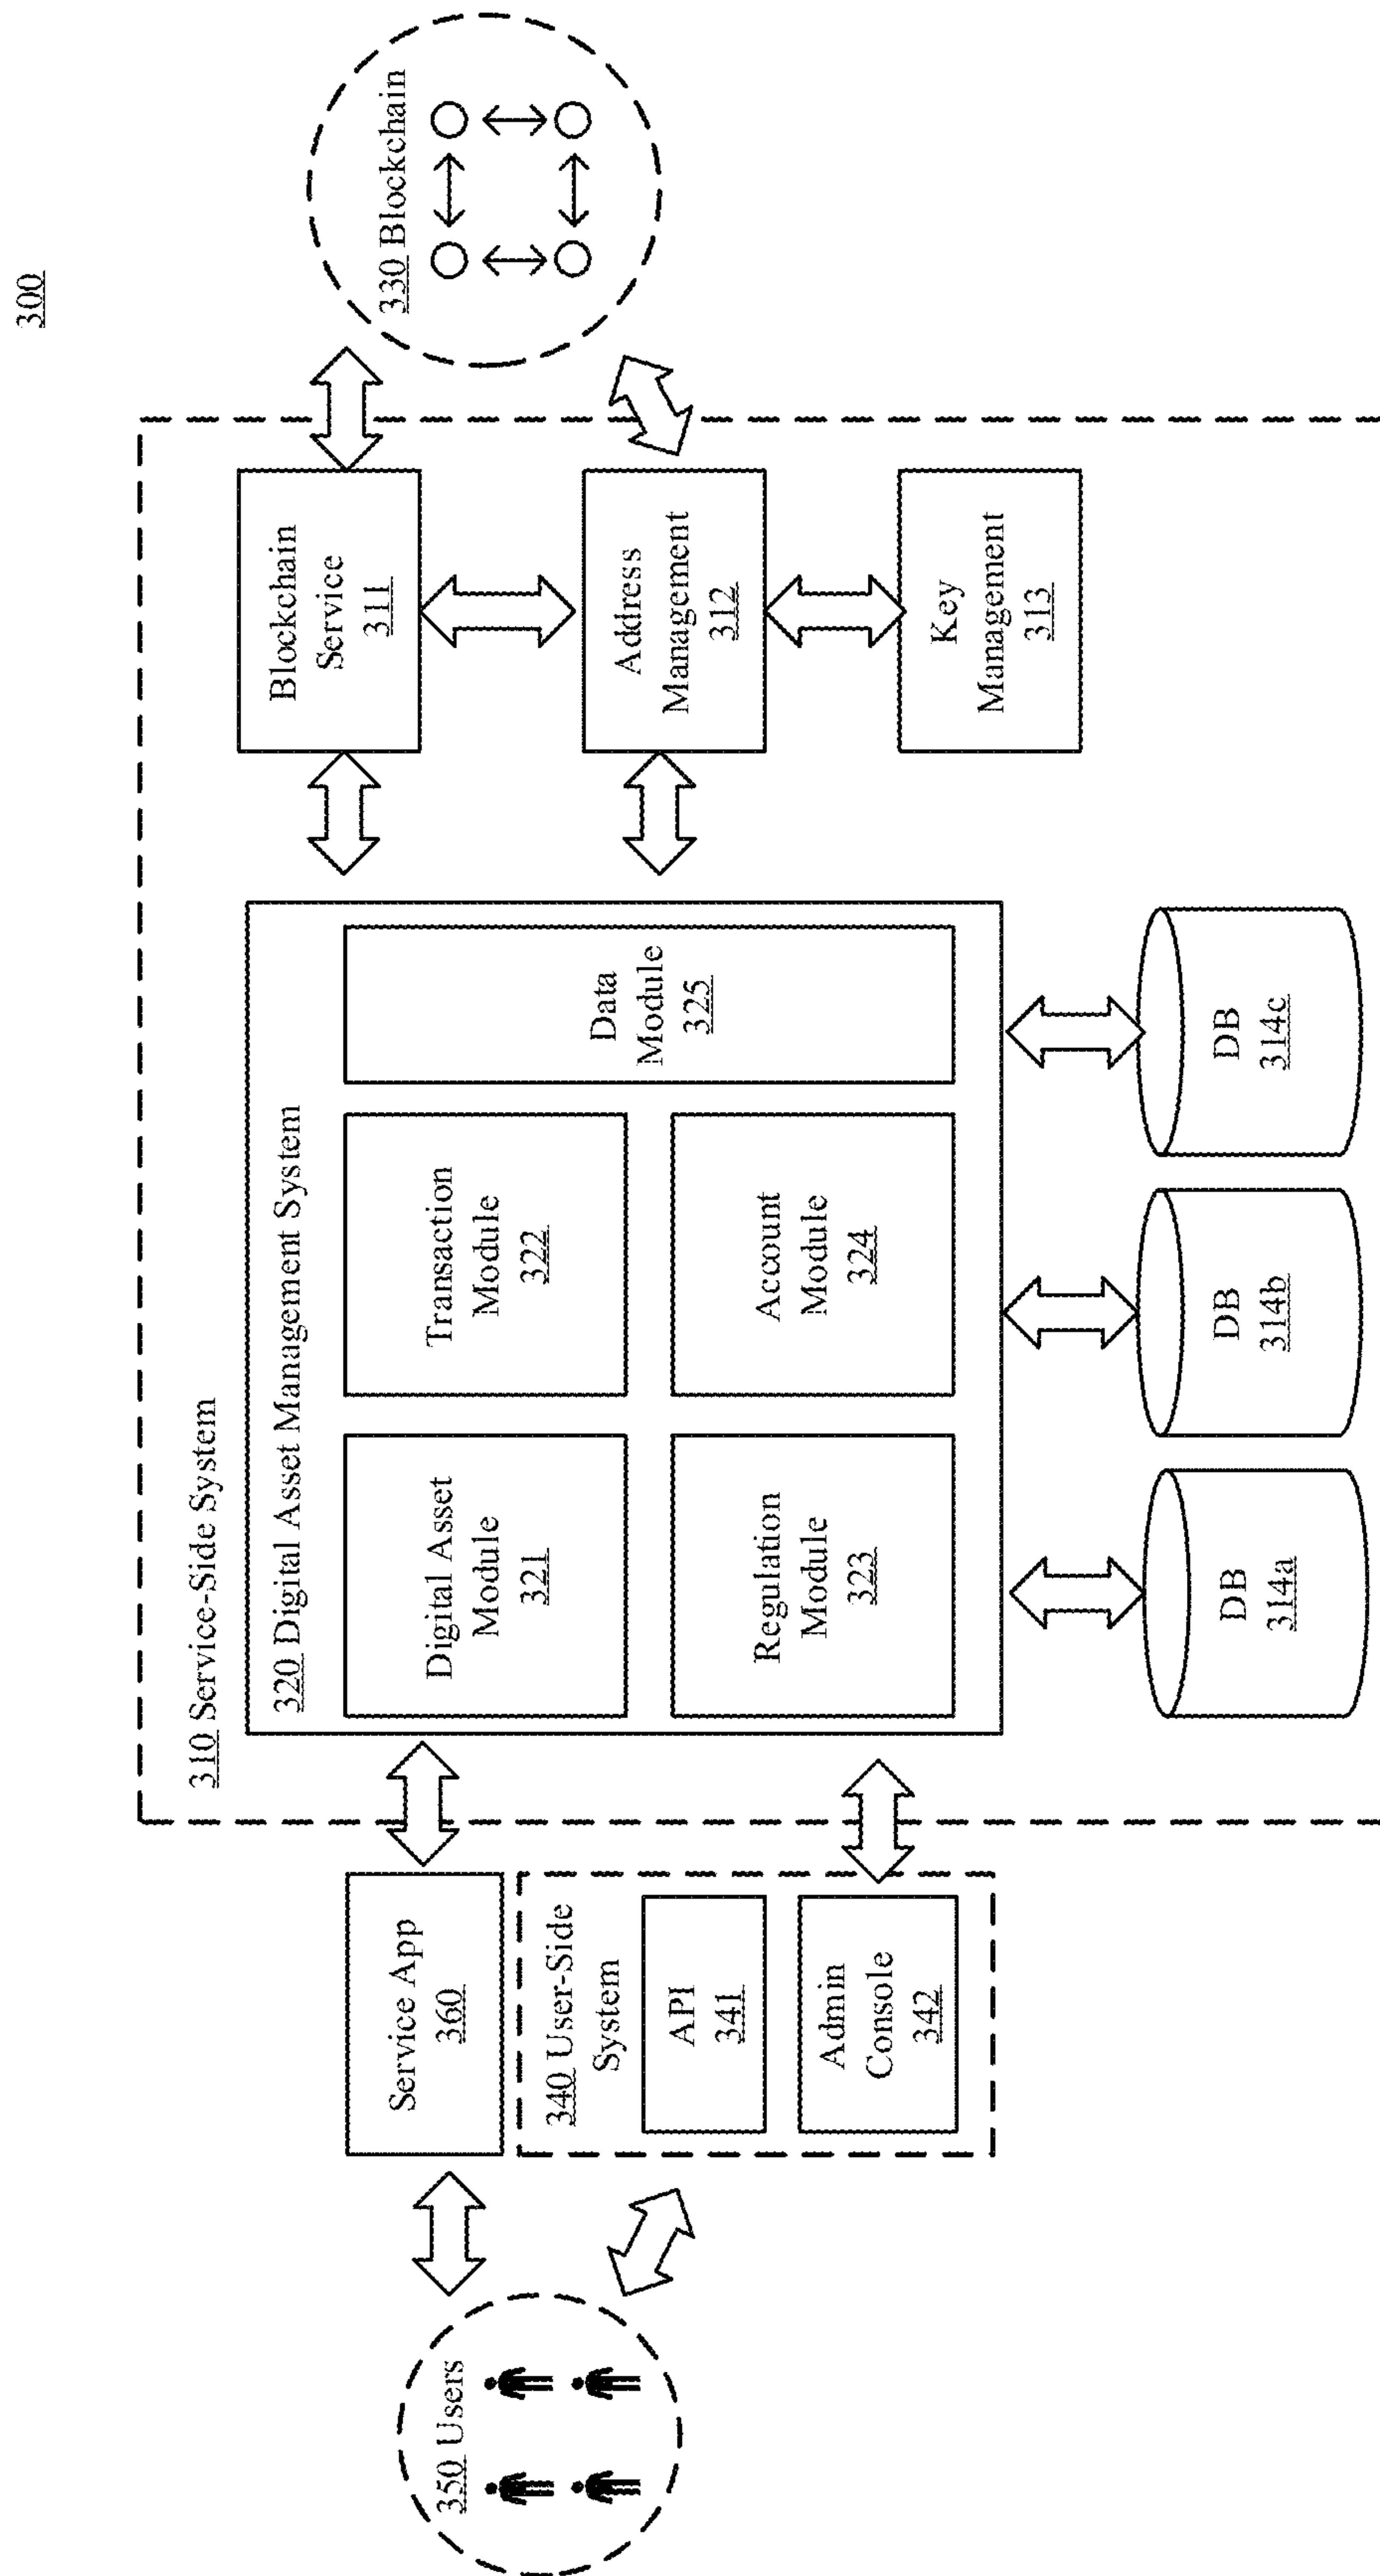 300
310 Service-Side System
320 Digital Asset Management System
350 Users
Service App
360
340 User-Side
System
API
341
Admin
Console
342
Digital Asset
Module
321
Transaction
Module
322
Regulation
Module
323
Account
Module
324
Data
Module
325
DB
314a
DB
314b
DB
314c
Blockchain
Service
311
Address
Management
312
Key
Management
313
330 Blockchain